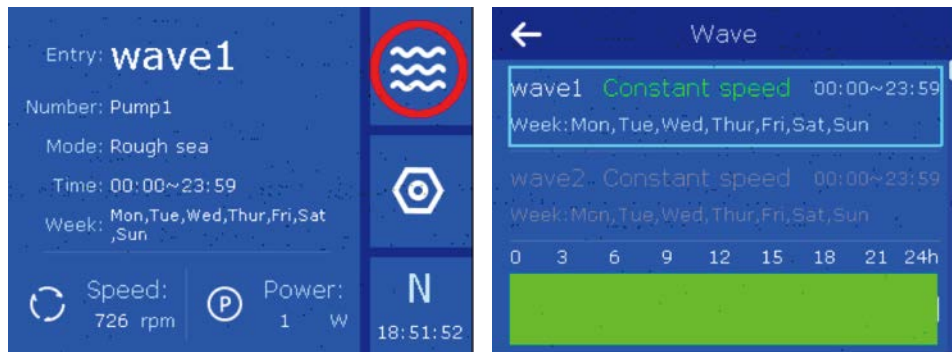 Entry: wave1
Number: Pump1
Mode: Rough sea
Time: 00:00~23:59
Week: Mon,Tue,Wed,Thur,Fri,Sat
,Sun
Speed:
726 rpm
P
Power:
1 W
N
18:51:52
Wave
wave1 Constant speed 00:00~23:59
Week:Mon,Tue,Wed,Thur,Fri,Sat,Sun
wave2 Constant speed 00:00~23:59
Week:Mon,Tue,Wed,Thur,Fri,Sat,Sun
0 3 6 9 12 15 18 21 24h